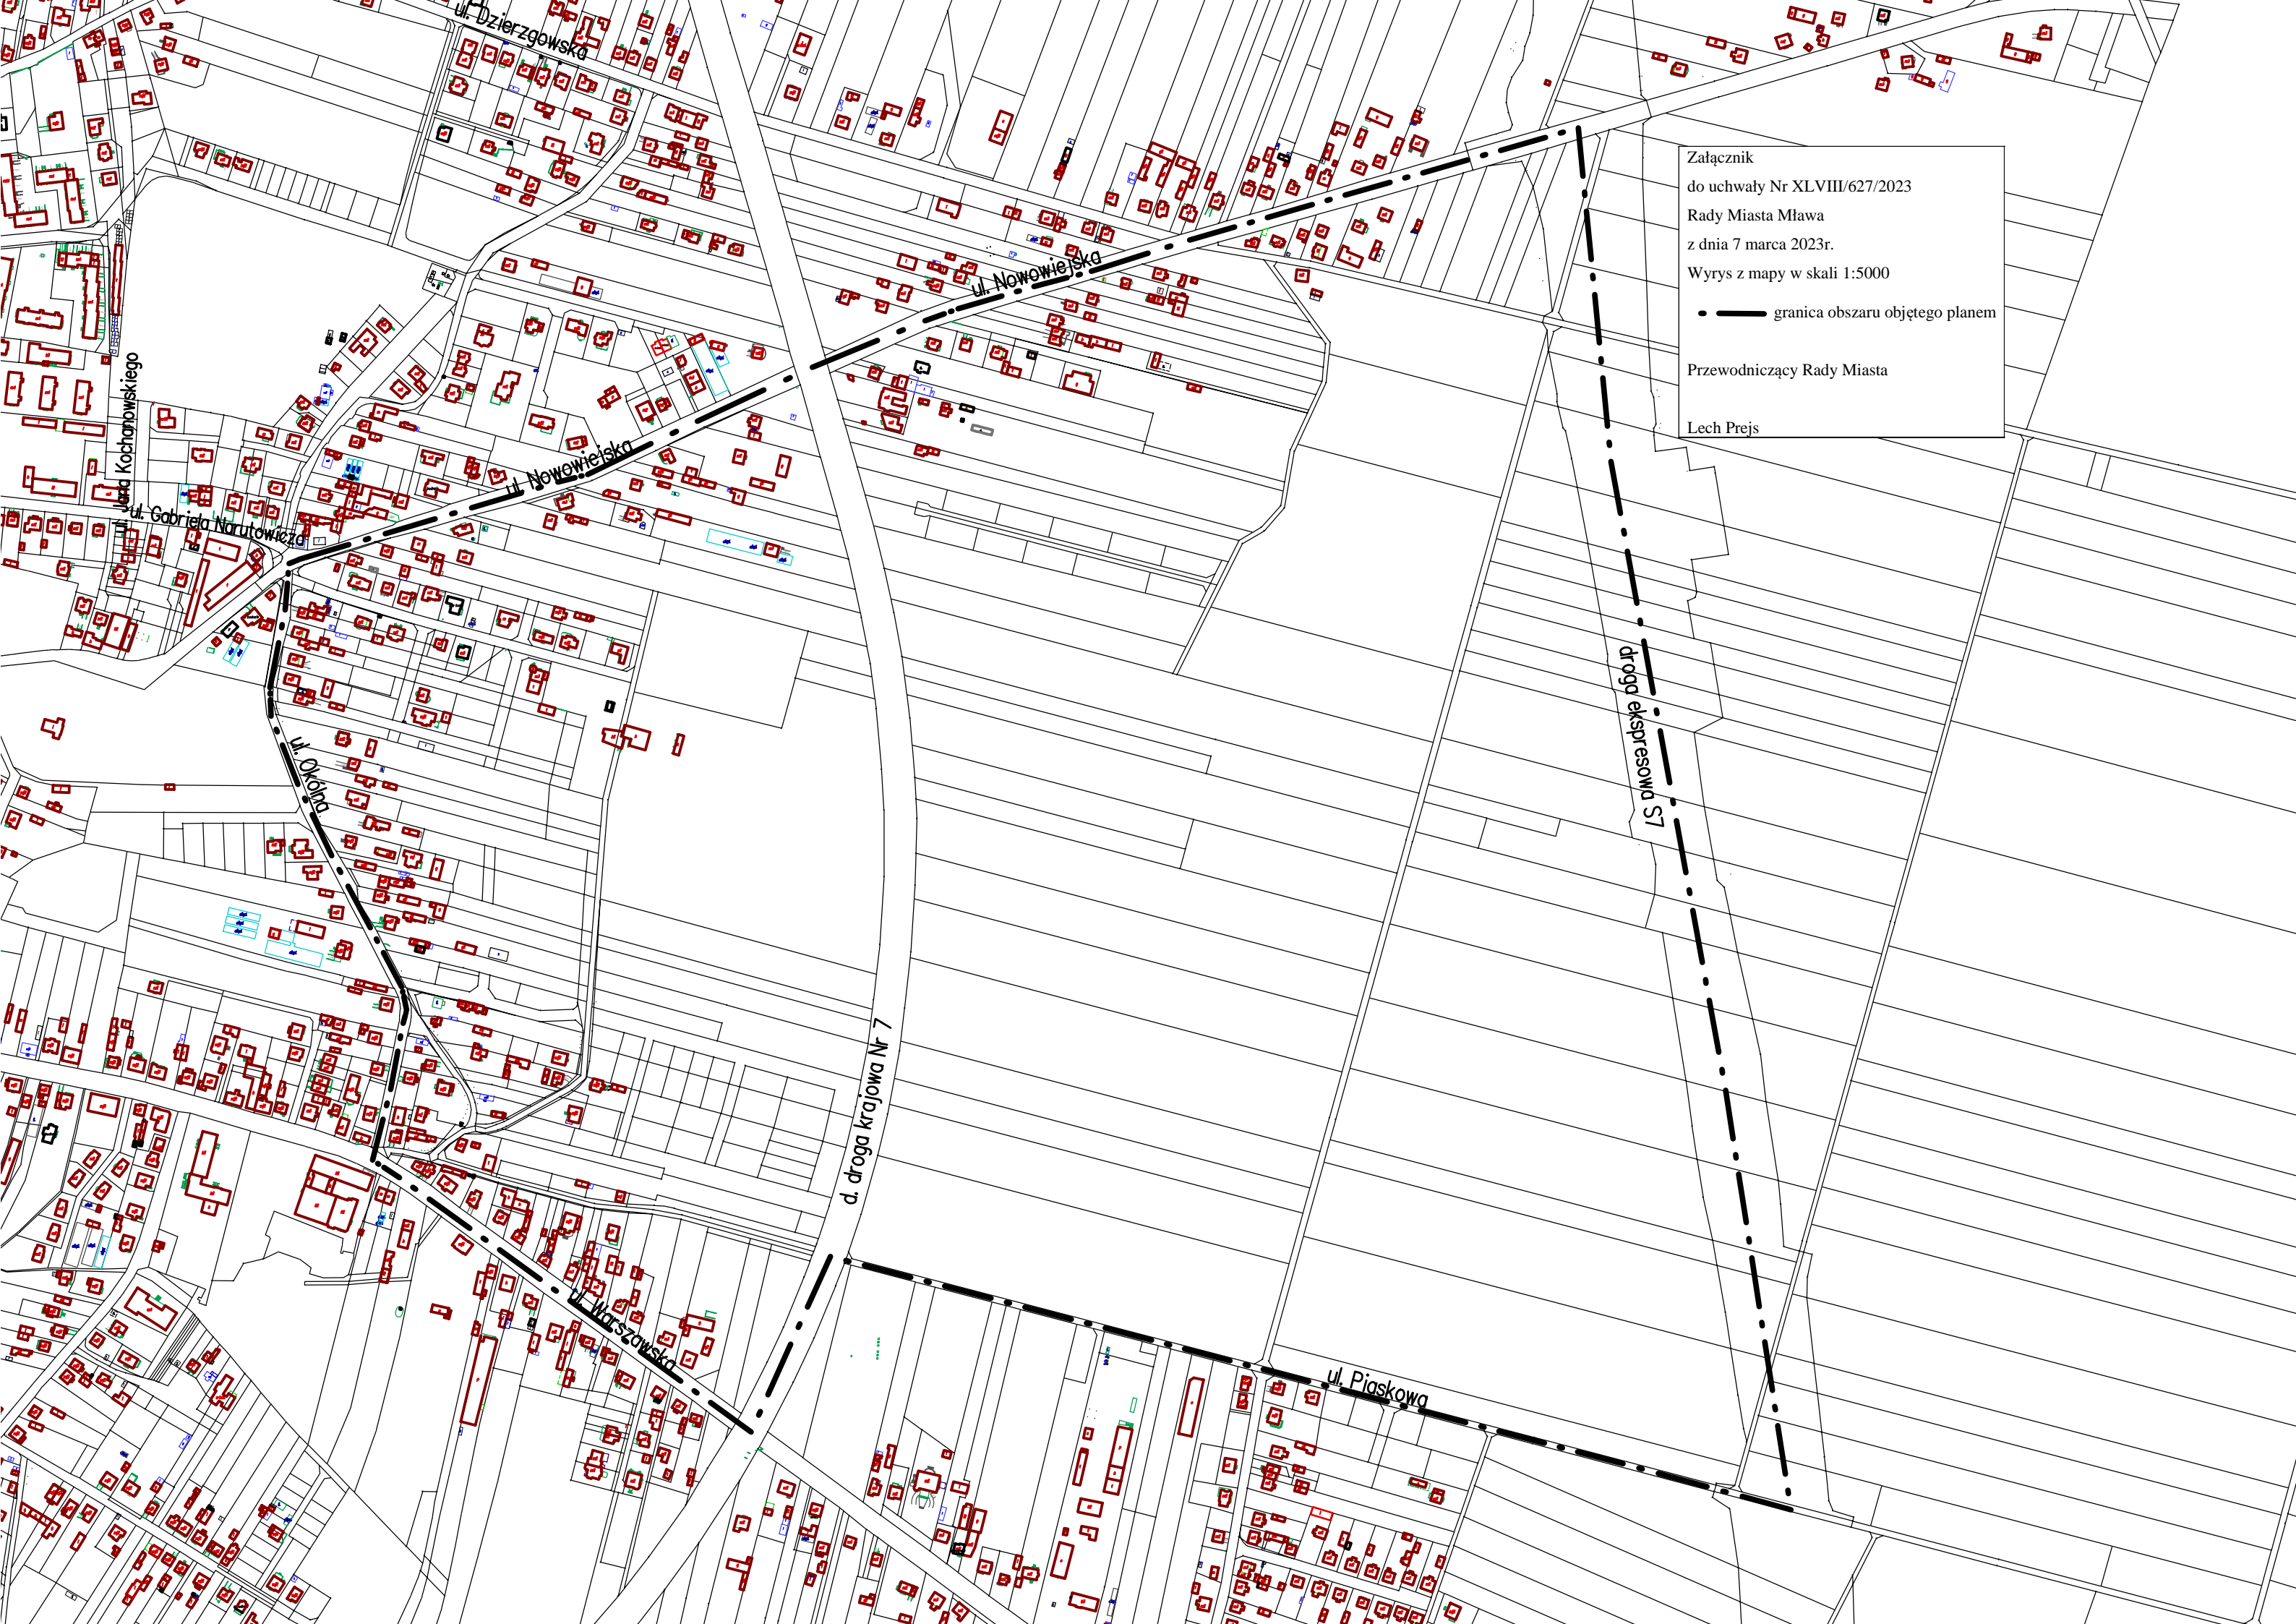 ul. Dzierzgowska
Załącznik
do uchwały Nr XLVIII/627/2023
Rady Miasta Mława
z dnia 7 marca 2023r.
Wyrys z mapy w skali 1:5000
granica obszaru objętego planem
Przewodniczący Rady Miasta
Lech Prejs
ul. Nowowiejska
ul. Jana Kochanowskiego
ul. Nowowiejska
ul. Gabriela Narutowicza
droga ekspresowa S7
ul. Okólna
d. droga krajowa Nr 7
ul. Warszawska
ul. Piaskowa